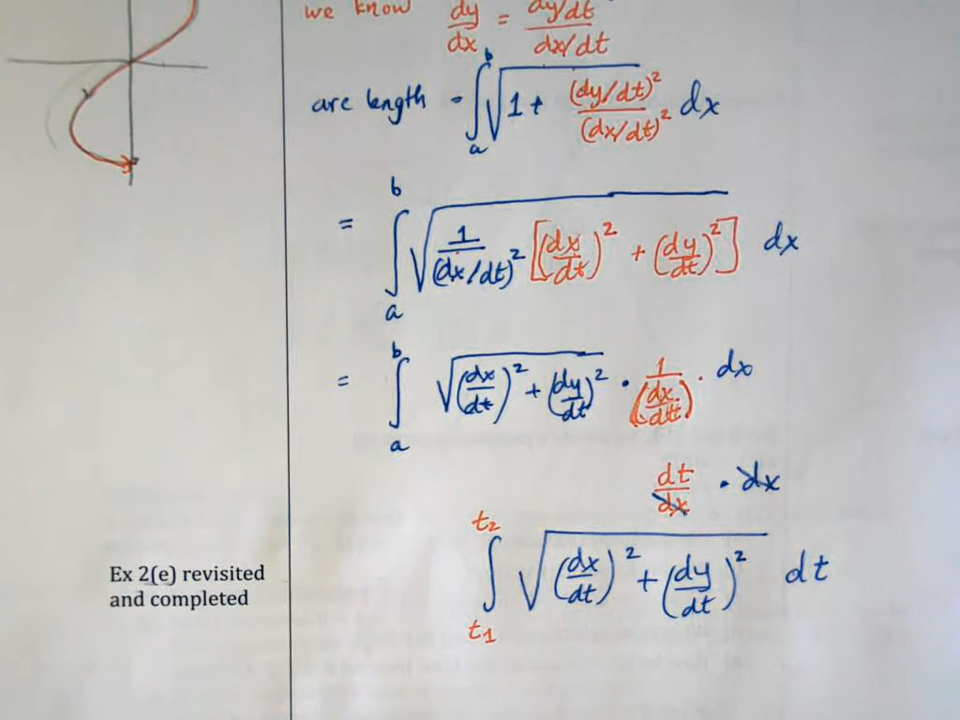 we know dy/dx = (dy/dt)/(dx/dt)
arc length = ∫_a^b √(1 + (dy/dt)²/(dx/dt)²) dx
= ∫_a^b √(1/(dx/dt)² [(dx/dt)² + (dy/dt)²]) dx
= ∫_a^b √((dx/dt)² + (dy/dt)²) · 1/(dx/dt) · dx
dt/dx · dx
∫_t1^t2 √((dx/dt)² + (dy/dt)²) dt
Ex 2(e) revisited
and completed